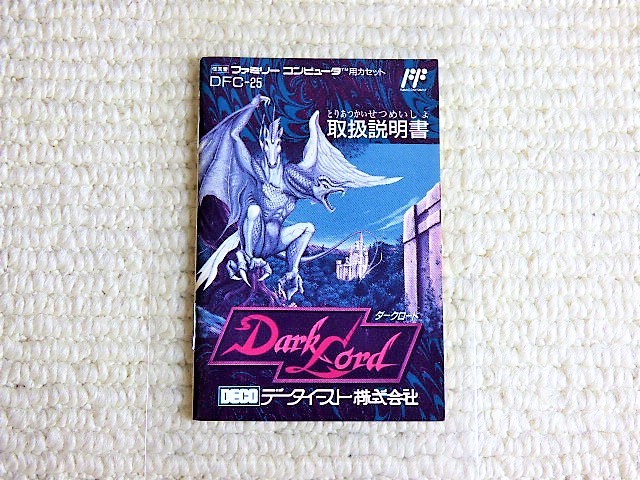 ファミリー コンピュータ™用カセット
DFC-25
とりあつかいせつめいしょ
取扱説明書
ダークロード
Dark Lord
DECO データイースト株式会社